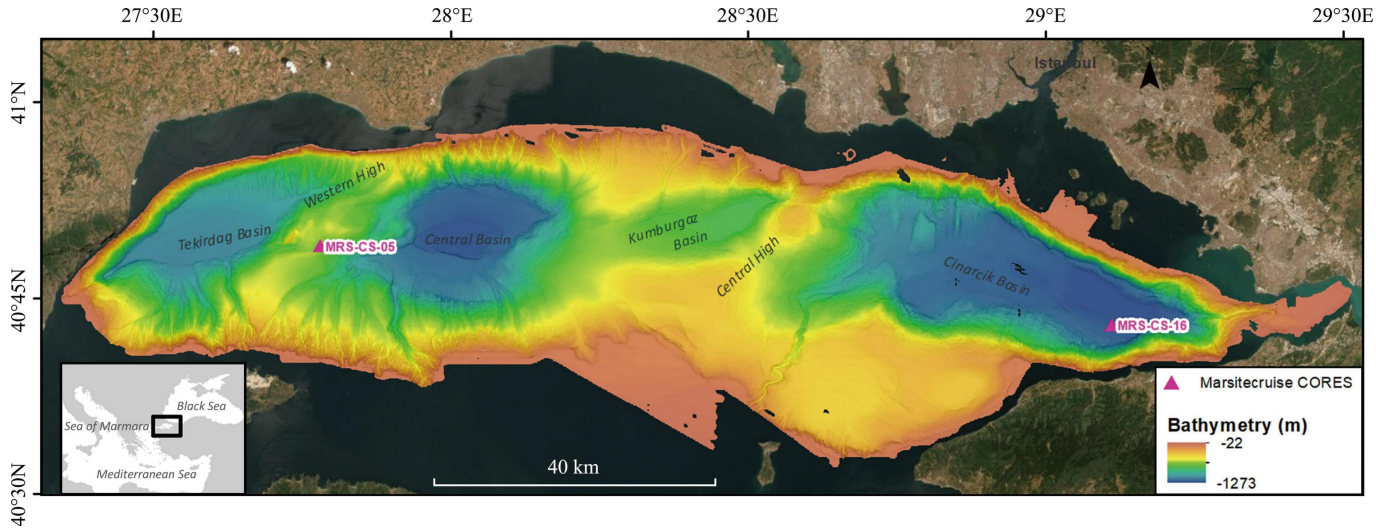 27°30E 28°E 28°30E 29°E 29°30E
Istanbul
41°N
Western High
Tekirdag Basin
MRS-CS-05
Central Basin
Kumburgaz
Basin
Central High
Cinarcik Basin
40°45N
MRS-CS-16
Black Sea
Sea of Marmara
Mediterranean Sea
40 km
Marsitecruise CORES
Bathymetry (m)
-22
-1273
40°30N